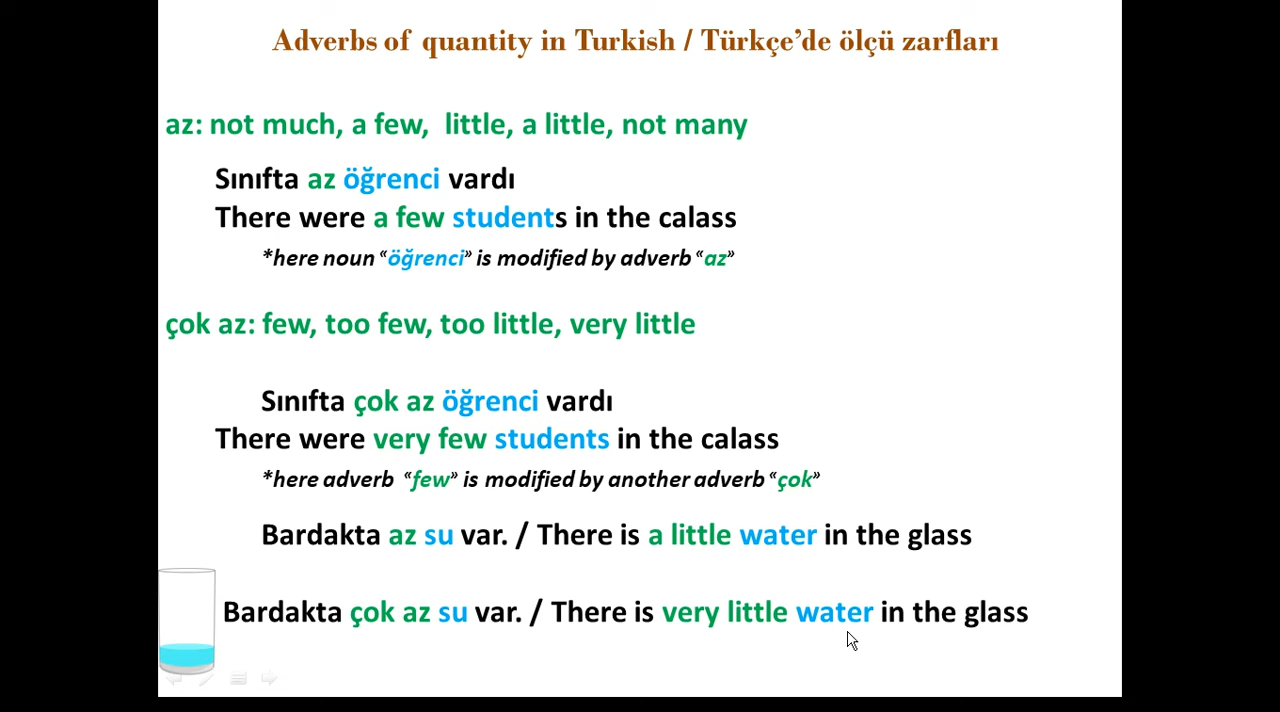 Adverbs of quantity in Turkish / Türkçe’de ölçü zarfları
az: not much, a few, little, a little, not many
Sınıfta az öğrenci vardı
There were a few students in the calass
*here noun “öğrenci” is modified by adverb “az”
çok az: few, too few, too little, very little
Sınıfta çok az öğrenci vardı
There were very few students in the calass
*here adverb “few” is modified by another adverb “çok”
Bardakta az su var. / There is a little water in the glass
Bardakta çok az su var. / There is very little water in the glass